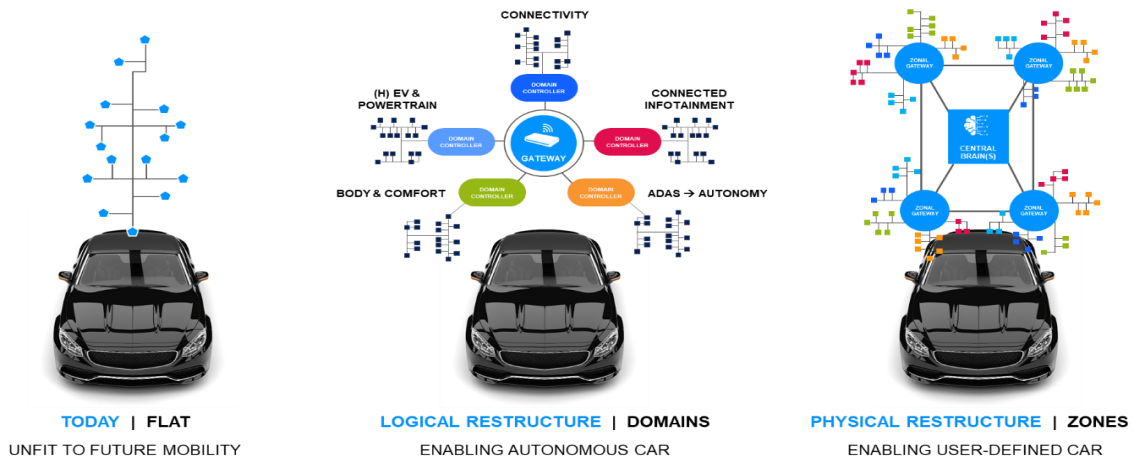 CONNECTIVITY
DOMAIN
CONTROLLER
(H) EV &
POWERTRAIN
DOMAIN
CONTROLLER
GATEWAY
DOMAIN
CONTROLLER
CONNECTED
INFOTAINMENT
BODY & COMFORT
DOMAIN
CONTROLLER
DOMAIN
CONTROLLER
ADAS → AUTONOMY
ZONAL
GATEWAY
ZONAL
GATEWAY
CENTRAL
BRAIN(S)
ZONAL
GATEWAY
ZONAL
GATEWAY
TODAY | FLAT
UNFIT TO FUTURE MOBILITY
LOGICAL RESTRUCTURE | DOMAINS
ENABLING AUTONOMOUS CAR
PHYSICAL RESTRUCTURE | ZONES
ENABLING USER-DEFINED CAR